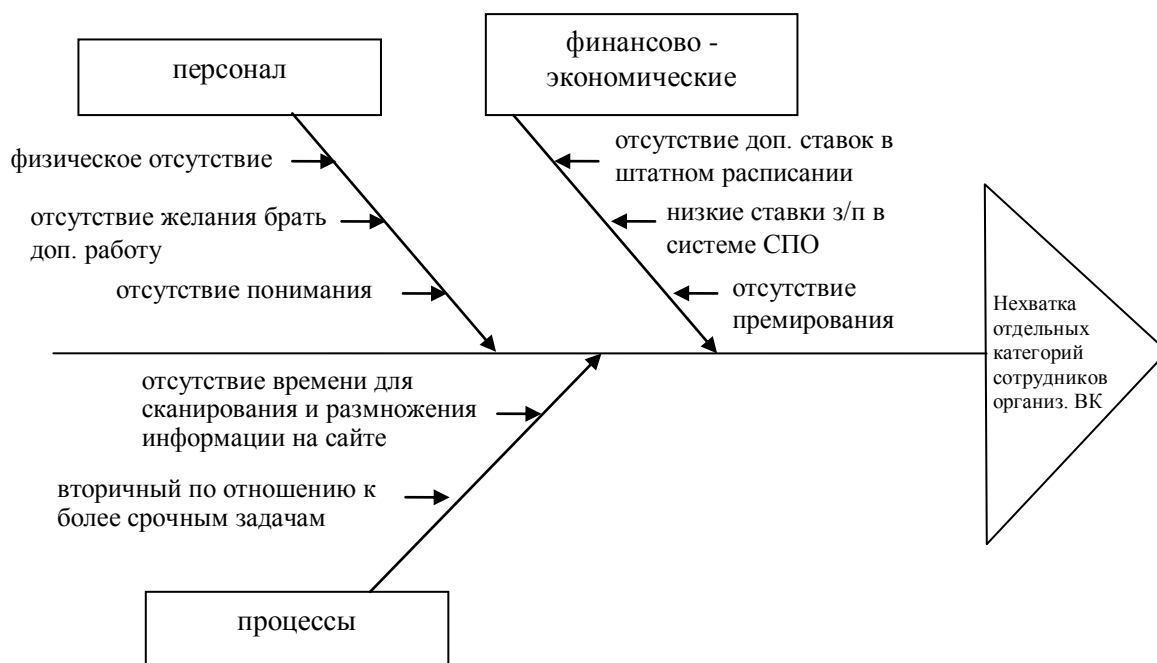 персонал
финансово -
экономические
физическое отсутствие
отсутствие желания брать
доп. работу
отсутствие понимания
отсутствие доп. ставок в
штатном расписании
низкие ставки з/п в
системе СПО
отсутствие
премирования
Нехватка
отдельных
категорий
сотрудников
организ. ВК
отсутствие времени для
сканирования и размножения
информации на сайте
вторичный по отношению к
более срочным задачам
процессы